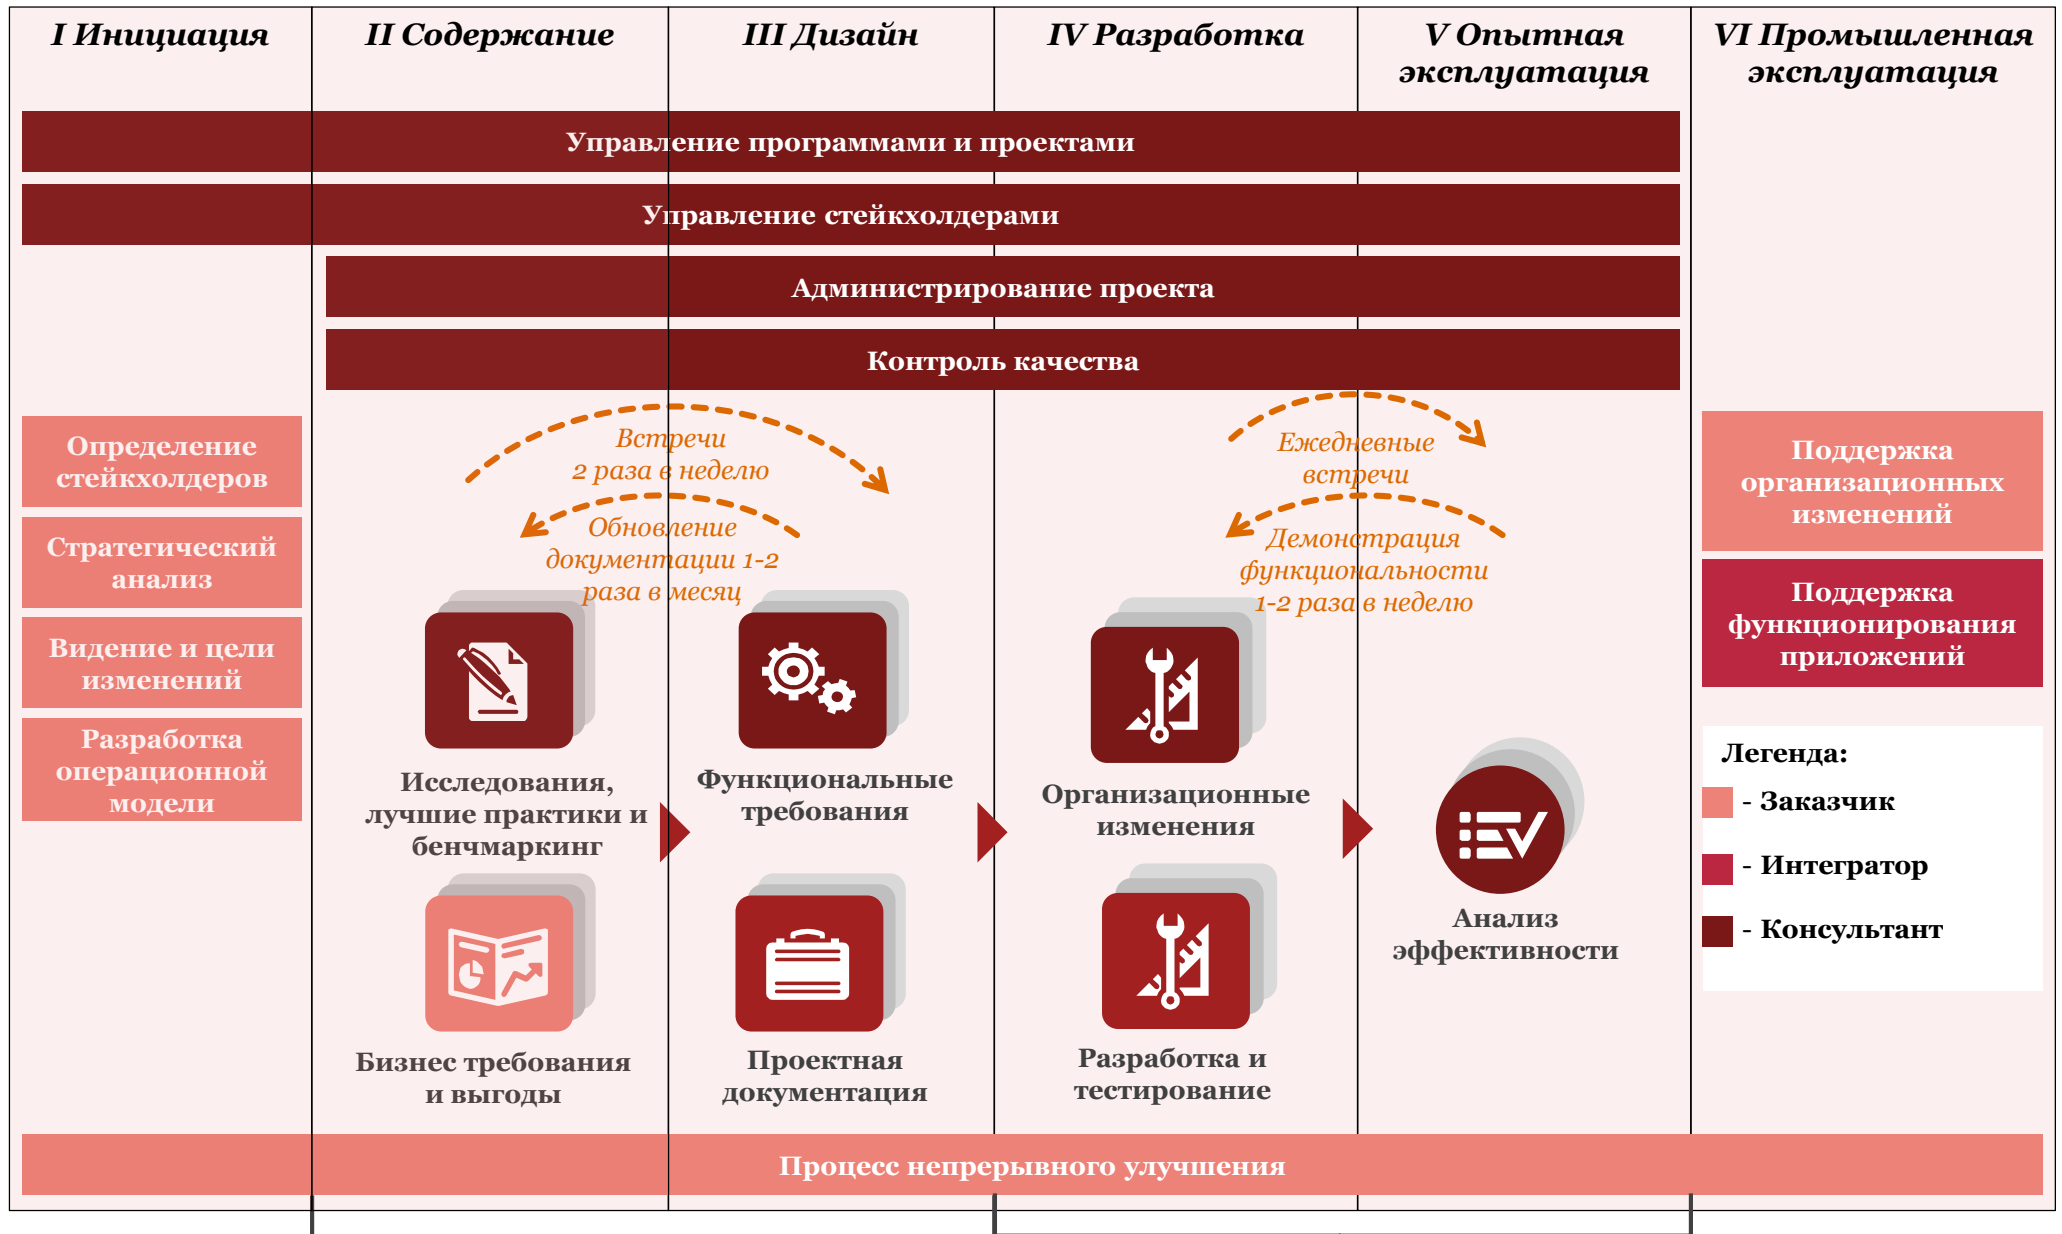 I Инициация
II Содержание
III Дизайн
IV Разработка
V Опытная
эксплуатация
VI Промышленная
эксплуатация
Управление программами и проектами
Управление стейкхолдерами
Администрирование проекта
Контроль качества
Определение
стейкхолдеров
Стратегический
анализ
Видение и цели
изменений
Разработка
операционной
модели
Встречи
2 раза в неделю
Обновление
документации 1-2
раза в месяц
Ежедневные
встречи
Демонстрация
функциональности
1-2 раза в неделю
Исследования,
лучшие практики и
бенчмаркинг
Функциональные
требования
Организационные
изменения
Бизнес требования
и выгоды
Проектная
документация
Разработка и
тестирование
Анализ
эффективности
Поддержка
организационных
изменений
Поддержка
функционирования
приложений
Легенда:
- Заказчик
- Интегратор
- Консультант
Процесс непрерывного улучшения